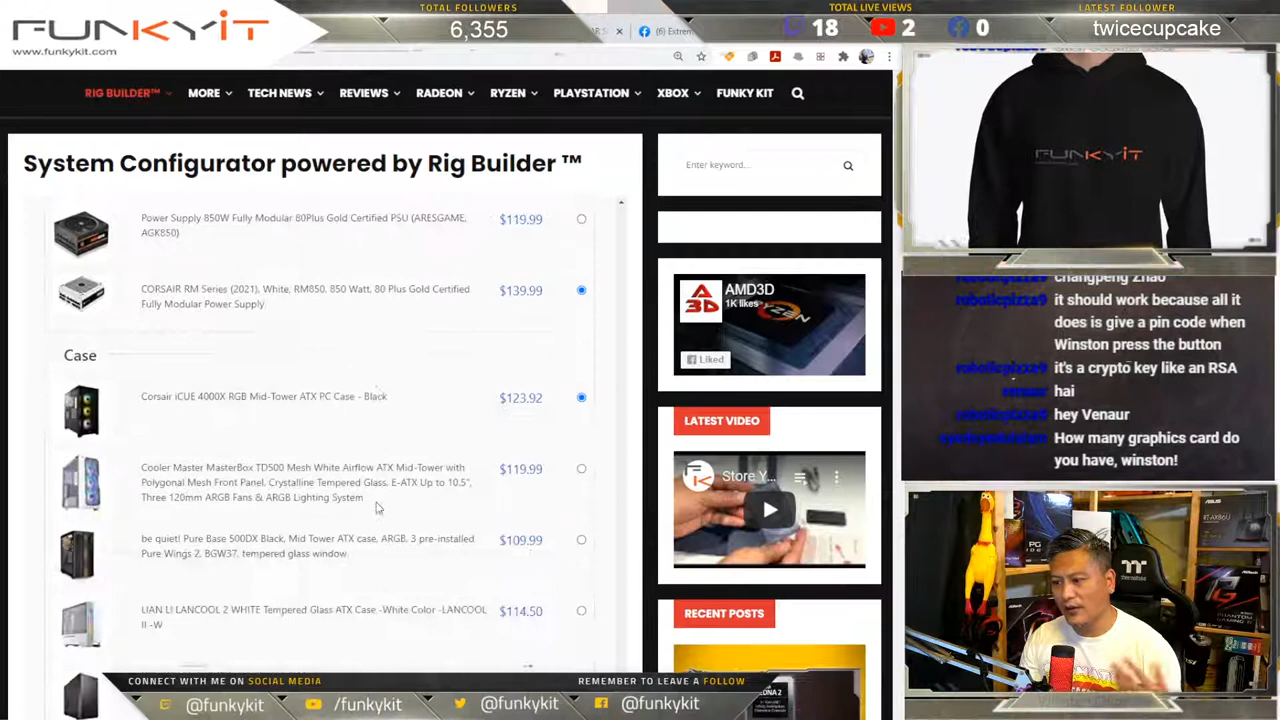 FUNKYiT
www.funkykit.com
TOTAL FOLLOWERS
6,355
TOTAL LIVE VIEWS
18
2
0
LATEST FOLLOWER
twicecupcake
RIG BUILDER™
MORE
TECH NEWS
REVIEWS
RADEON
RYZEN
PLAYSTATION
XBOX
FUNKY KIT
System Configurator powered by Rig Builder ™
Power Supply 850W Fully Modular 80Plus Gold Certified PSU (ARESGAME,
AGK850)
$119.99
CORSAIR RM Series (2021), White, RM850, 850 Watt, 80 Plus Gold Certified
Fully Modular Power Supply
$139.99
Case
Corsair iCUE 4000X RGB Mid-Tower ATX PC Case - Black
$123.92
Cooler Master MasterBox TD500 Mesh White Airflow ATX Mid-Tower with
Polygonal Mesh Front Panel, Crystalline Tempered Glass, E-ATX Up to 10.5",
Three 120mm ARGB Fans & ARGB Lighting System
$119.99
be quiet! Pure Base 500DX Black, Mid Tower ATX case, ARGB, 3 pre-installed
Pure Wings 2, BGW37, tempered glass window
$109.99
LIAN LI LANCOOL 2 WHITE Tempered Glass ATX Case -White Color -LANCOOL
II -W
$114.50
Enter keyword...
AMD3D
1K likes
Liked
LATEST VIDEO
Store Y...
RECENT POSTS
FUNKYiT
changpeng zhao
roboticpizza9 it should work because all it
does is give a pin code when
Winston press the button
roboticpizza9 it's a crypto key like an RSA
hai
roboticpizza9 hey Venaur
How many graphics card do
you have, winston!
RT-AX86U
PHANTOM
GAMING
CONNECT WITH ME ON SOCIAL MEDIA
REMEMBER TO LEAVE A FOLLOW
@funkykit
/funkykit
@funkykit
@funkykit